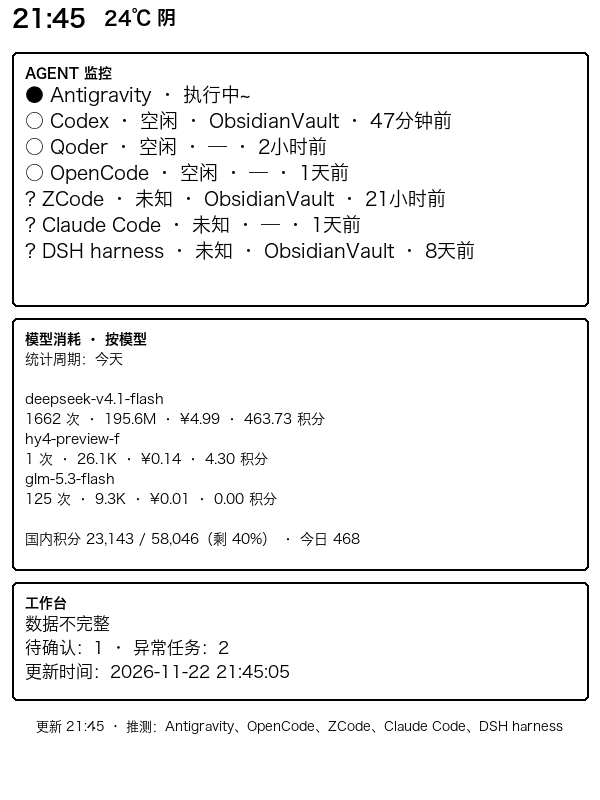 21:45 24℃ 阴
AGENT 监控
● Antigravity · 执行中~
○ Codex · 空闲 · ObsidianVault · 47分钟前
○ Qoder · 空闲 · — · 2小时前
○ OpenCode · 空闲 · — · 1天前
? ZCode · 未知 · ObsidianVault · 21小时前
? Claude Code · 未知 · — · 1天前
? DSH harness · 未知 · ObsidianVault · 8天前
模型消耗 · 按模型
统计周期：今天
deepseek-v4.1-flash
1662 次 · 195.6M · ¥4.99 · 463.73 积分
hy4-preview-f
1 次 · 26.1K · ¥0.14 · 4.30 积分
glm-5.3-flash
125 次 · 9.3K · ¥0.01 · 0.00 积分
国内积分 23,143 / 58,046（剩 40%） · 今日 468
工作台
数据不完整
待确认：1 · 异常任务：2
更新时间：2026-11-22 21:45:05
更新 21:45 · 推测：Antigravity、OpenCode、ZCode、Claude Code、DSH harness